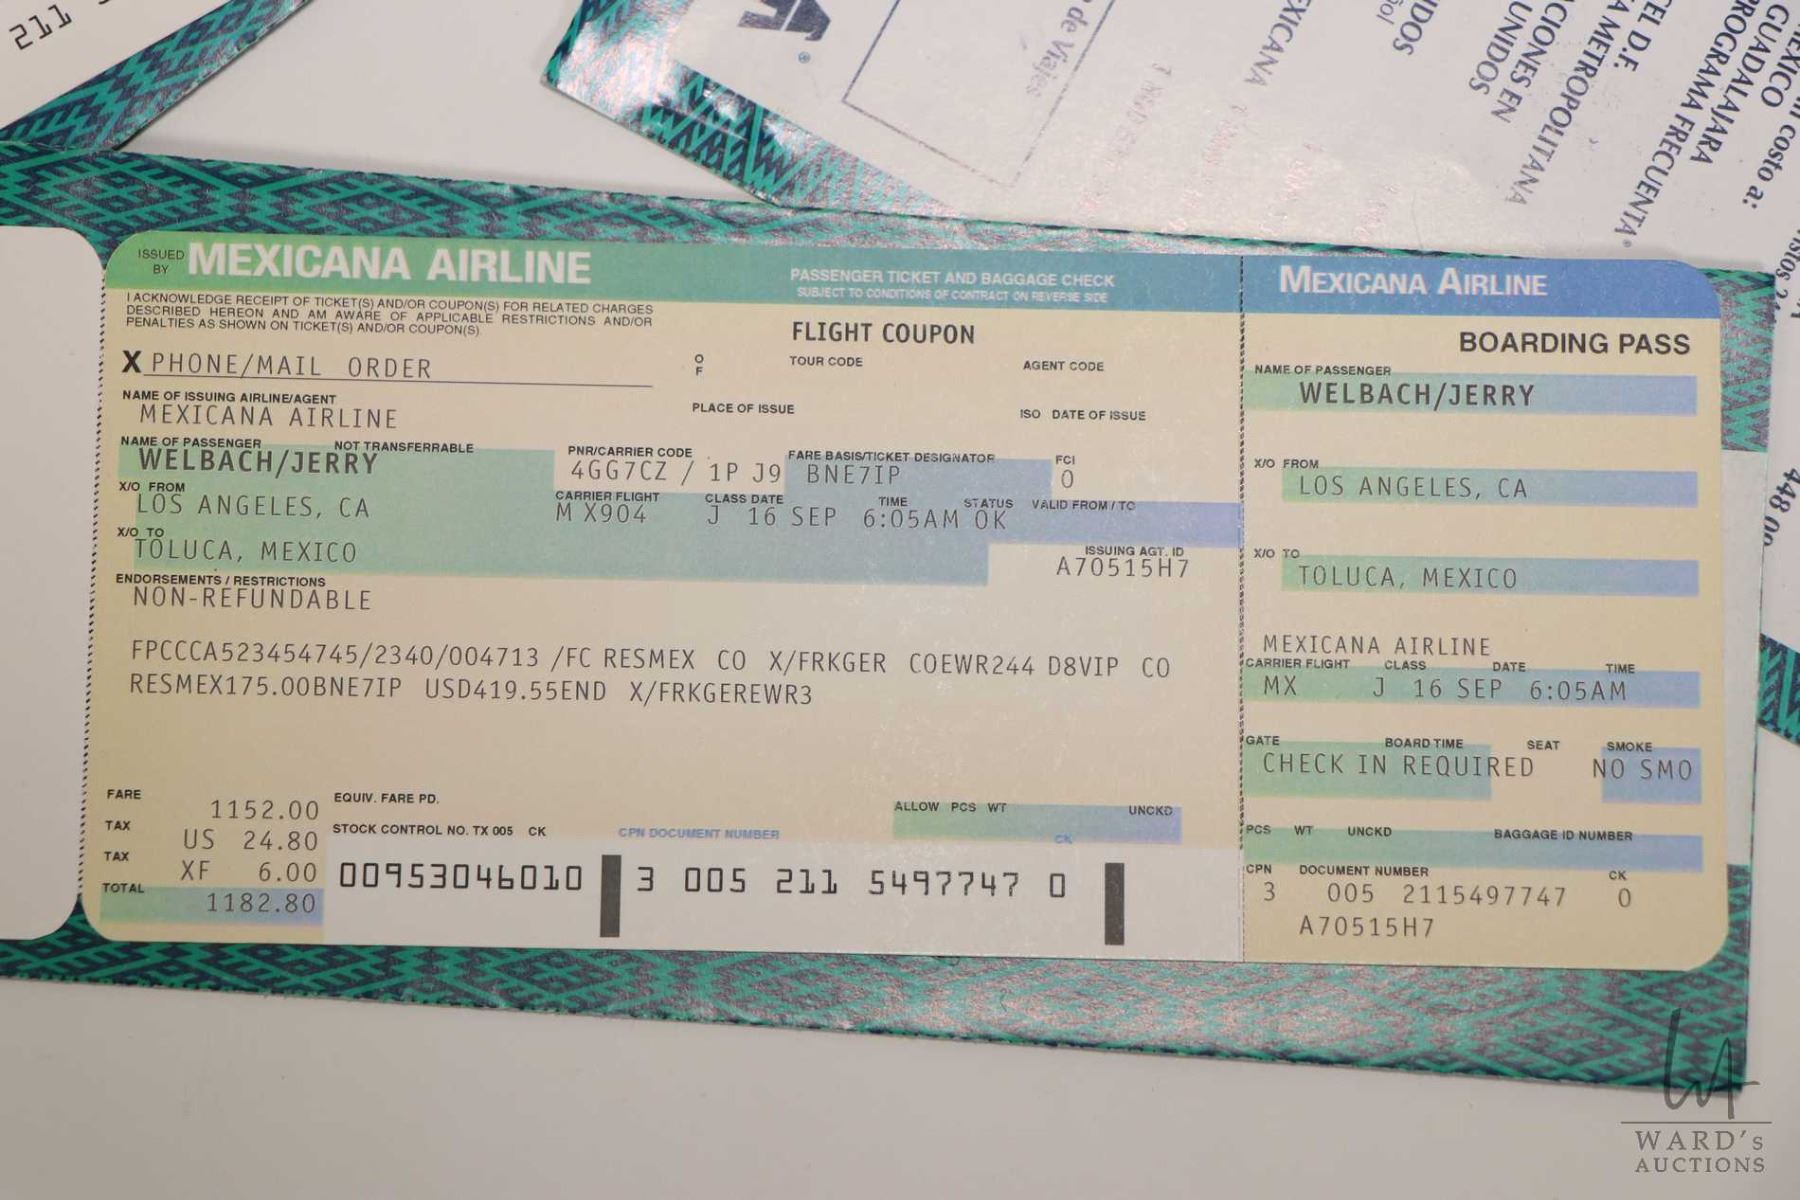 211
de Viajes
EXICANA
IDOS
ñol
CIONES EN
UNIDOS
CEL D.F.
A METROPOLITANA
MEXICO
GUADALAJARA
PROGRAMA FRECUENTA®
costo a:
448 00
ISSUED BY MEXICANA AIRLINE
PASSENGER TICKET AND BAGGAGE CHECK
SUBJECT TO CONDITIONS OF CONTRACT ON REVERSE SIDE
I ACKNOWLEDGE RECEIPT OF TICKET(S) AND/OR COUPON(S) FOR RELATED CHARGES
DESCRIBED HEREON AND AM AWARE OF APPLICABLE RESTRICTIONS AND/OR
PENALTIES AS SHOWN ON TICKET(S) AND/OR COUPON(S).
FLIGHT COUPON
X PHONE/MAIL ORDER
OF TOUR CODE AGENT CODE
NAME OF ISSUING AIRLINE/AGENT PLACE OF ISSUE ISO DATE OF ISSUE
MEXICANA AIRLINE
NAME OF PASSENGER NOT TRANSFERRABLE PNR/CARRIER CODE FARE BASIS/TICKET DESIGNATOR FCI
WELBACH/JERRY 4GG7CZ / 1P J9 BNE7IP 0
X/O FROM CARRIER FLIGHT CLASS DATE TIME STATUS VALID FROM / TO
LOS ANGELES, CA M X904 J 16 SEP 6:05AM OK
X/O TO ISSUING AGT. ID
TOLUCA, MEXICO A70515H7
ENDORSEMENTS / RESTRICTIONS
NON-REFUNDABLE
FPCCCA523454745/2340/004713 /FC RESMEX CO X/FRKGER COEWR244 D8VIP CO
RESMEX175.00BNE7IP USD419.55END X/FRKGEREWR3
FARE 1152.00 EQUIV. FARE PD. ALLOW PCS WT UNCKD
TAX US 24.80 STOCK CONTROL NO. TX 005 CK CPN DOCUMENT NUMBER CK
TAX XF 6.00
TOTAL 1182.80
00953046010 3 005 211 5497747 0
MEXICANA AIRLINE
BOARDING PASS
NAME OF PASSENGER
WELBACH/JERRY
X/O FROM
LOS ANGELES, CA
X/O TO
TOLUCA, MEXICO
MEXICANA AIRLINE
CARRIER FLIGHT CLASS DATE TIME
MX J 16 SEP 6:05AM
GATE BOARD TIME SEAT SMOKE
CHECK IN REQUIRED NO SMO
PCS WT UNCKD BAGGAGE ID NUMBER
CPN DOCUMENT NUMBER CK
3 005 2115497747 0
A70515H7
WARD's
AUCTIONS